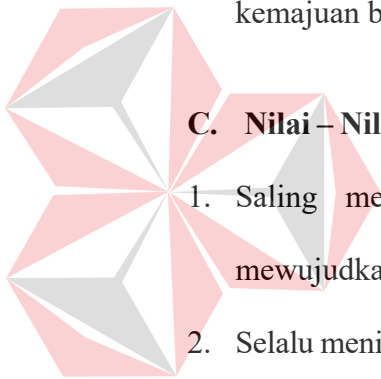 kemajuan b
C. Nilai – Nil
1. Saling me
mewujudka
2. Selalu meni